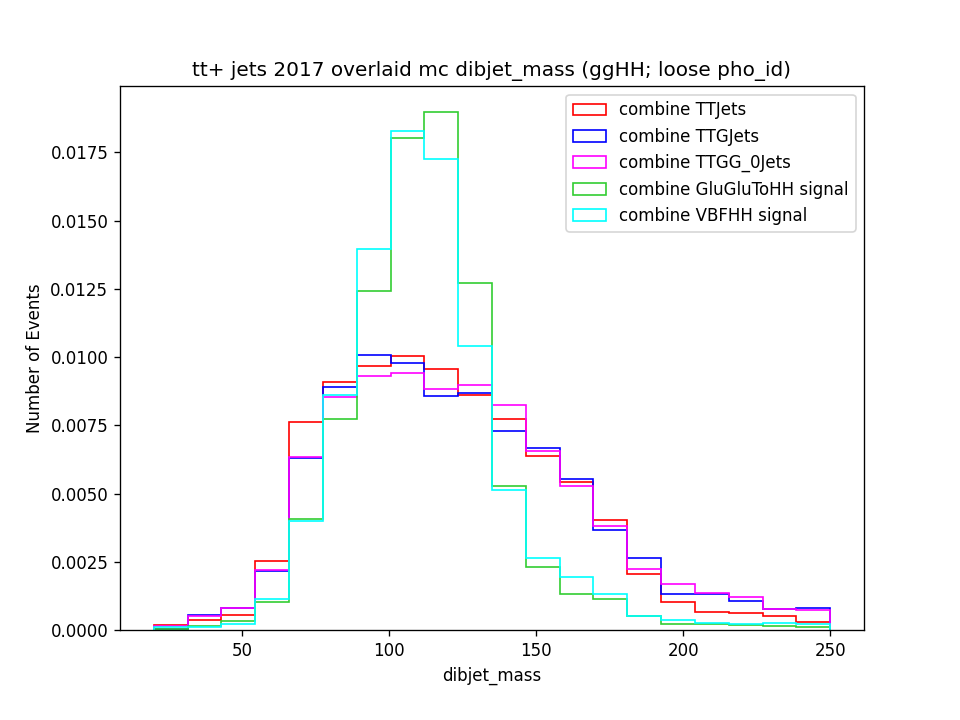 tt+ jets 2017 overlaid mc dibjet_mass (ggHH; loose pho_id)
combine TTJets
combine TTGJets
combine TTGG_0Jets
combine GluGluToHH signal
combine VBFHH signal
Number of Events
0.0175
0.0150
0.0125
0.0100
0.0075
0.0050
0.0025
0.0000
50 100 150 200 250
dibjet_mass